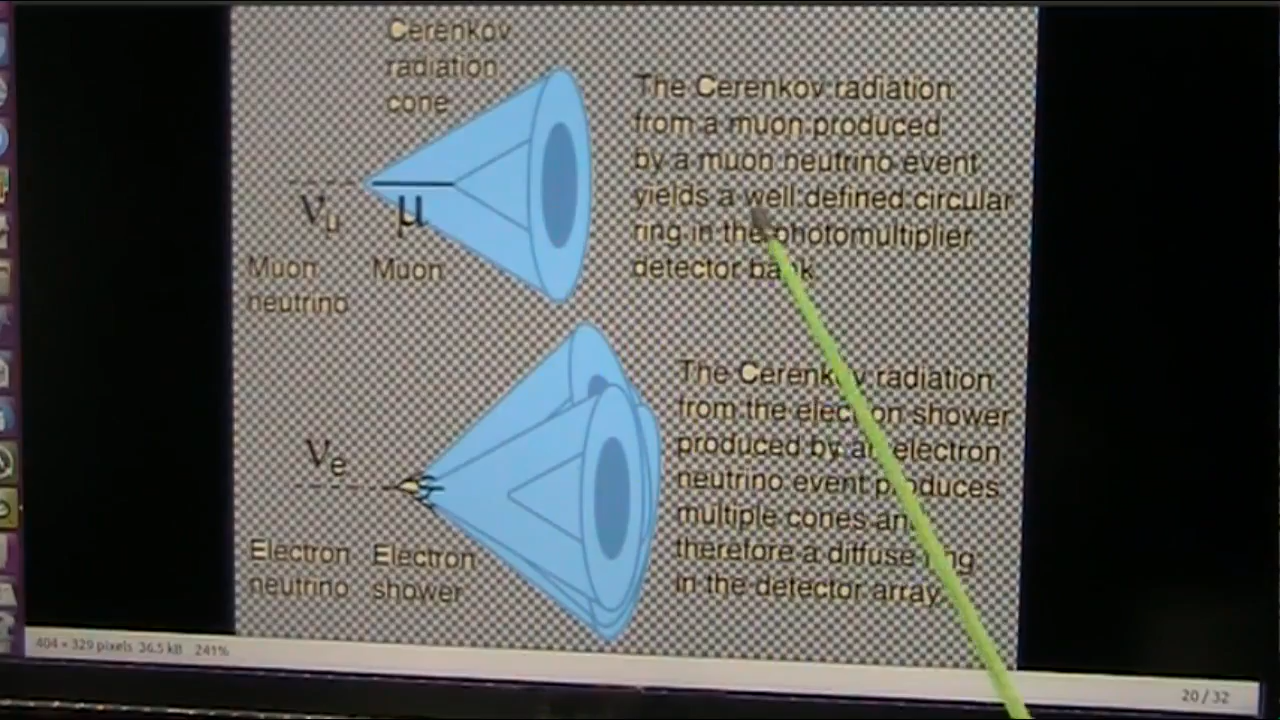 Cerenkov
radiation
cone
The Cerenkov radiation
from a muon produced
by a muon neutrino event
yields a well defined circular
ring in the photomultiplier
detector bank.
νμ
μ
Muon
neutrino
Muon
νe
Electron
neutrino
Electron
shower
The Cerenkov radiation
from the electron shower
produced by an electron
neutrino event produces
multiple cones and
therefore a diffuse ring
in the detector array.
404 × 329 pixels 36.5 kB 241%
20 / 32